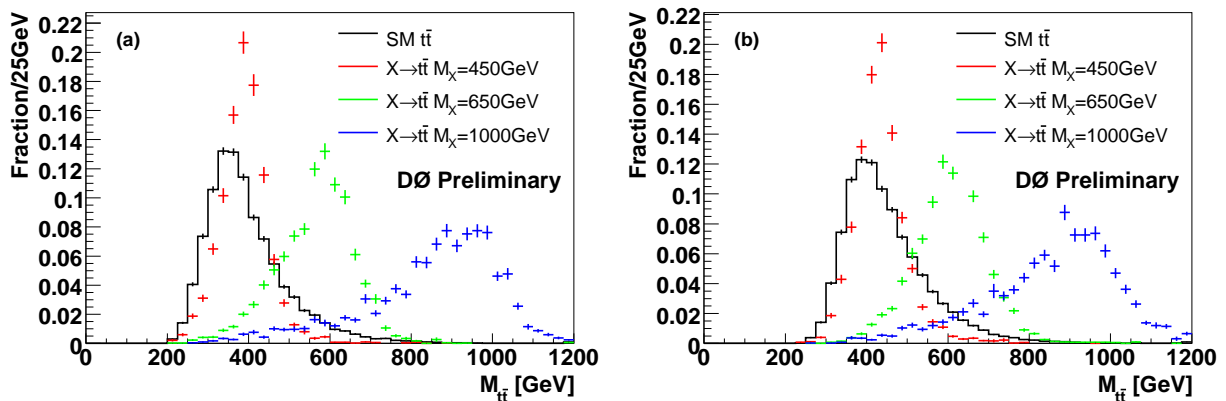 Fraction/25GeV
0.22
0.2
0.18
0.16
0.14
0.12
0.1
0.08
0.06
0.04
0.02
0
(a)
SM tt̄
X→tt̄ M_X=450GeV
X→tt̄ M_X=650GeV
X→tt̄ M_X=1000GeV
DØ Preliminary
0 200 400 600 800 1000 1200
M_tt̄ [GeV]
Fraction/25GeV
0.22
0.2
0.18
0.16
0.14
0.12
0.1
0.08
0.06
0.04
0.02
0
(b)
SM tt̄
X→tt̄ M_X=450GeV
X→tt̄ M_X=650GeV
X→tt̄ M_X=1000GeV
DØ Preliminary
0 200 400 600 800 1000 1200
M_tt̄ [GeV]